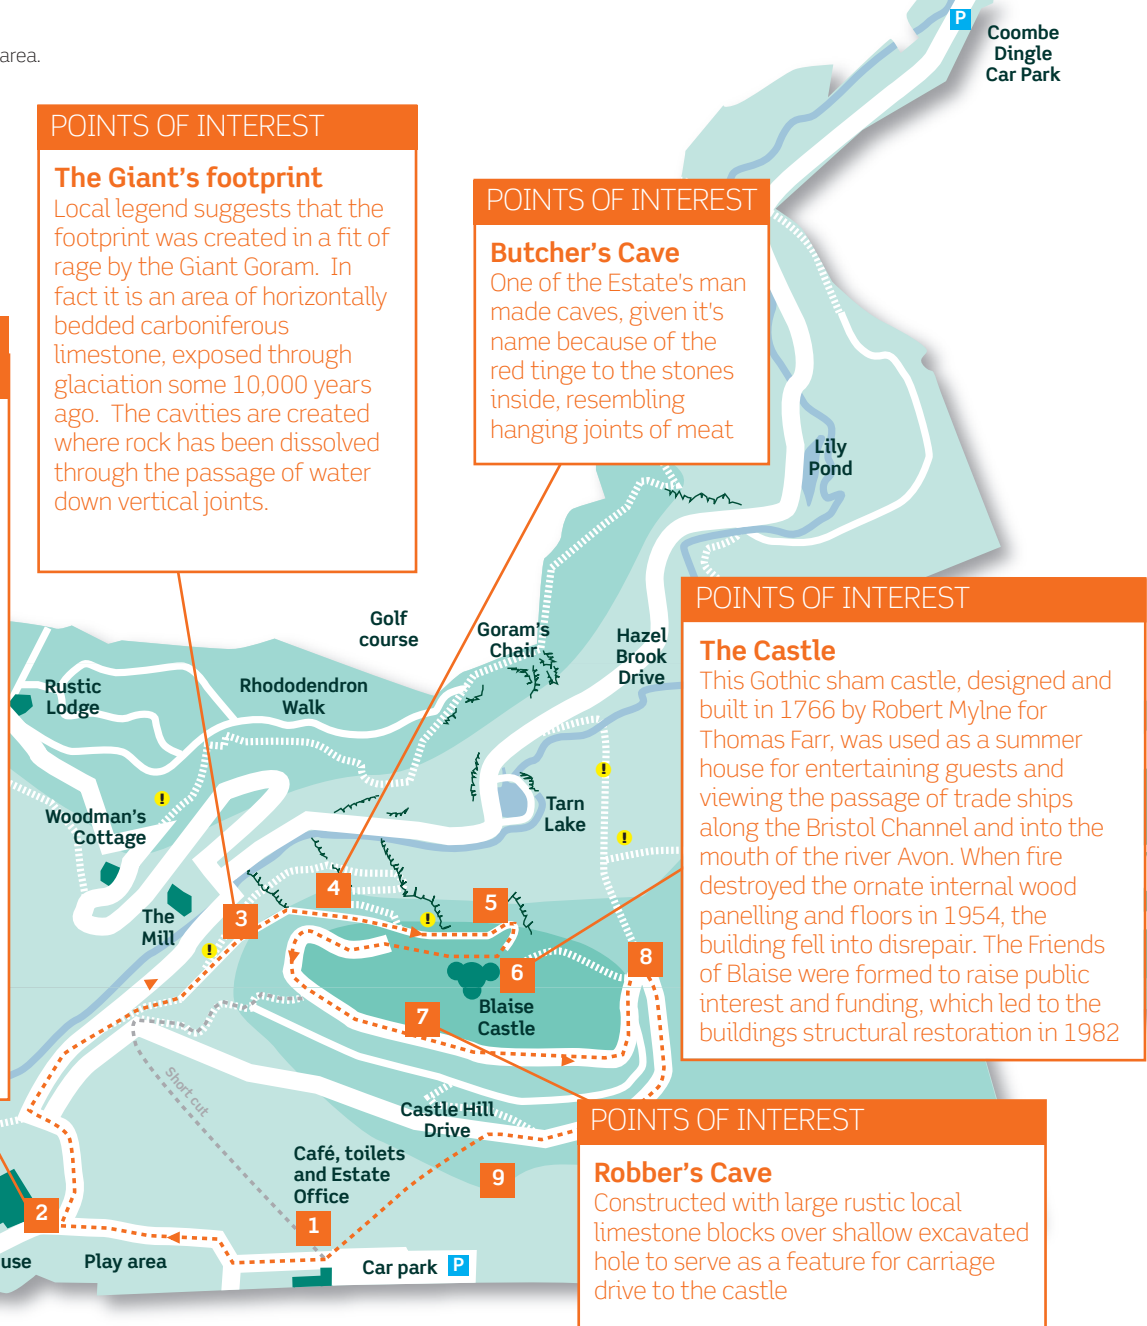 area.
P
Coombe
Dingle
Car Park
POINTS OF INTEREST
The Giant's footprint
Local legend suggests that the
footprint was created in a fit of
rage by the Giant Goram.  In
fact it is an area of horizontally
bedded carboniferous
limestone, exposed through
glaciation some 10,000 years
ago.  The cavities are created
where rock has been dissolved
through the passage of water
down vertical joints.
POINTS OF INTEREST
Butcher's Cave
One of the Estate's man
made caves, given it's
name because of the
red tinge to the stones
inside, resembling
hanging joints of meat
Lily
Pond
Golf
course
Goram's
Chair
Hazel
Brook
Drive
Rustic
Lodge
Rhododendron
Walk
POINTS OF INTEREST
The Castle
This Gothic sham castle, designed and
built in 1766 by Robert Mylne for
Thomas Farr, was used as a summer
house for entertaining guests and
viewing the passage of trade ships
along the Bristol Channel and into the
mouth of the river Avon. When fire
destroyed the ornate internal wood
panelling and floors in 1954, the
building fell into disrepair. The Friends
of Blaise were formed to raise public
interest and funding, which led to the
buildings structural restoration in 1982
!
!
!
!
!
Woodman's
Cottage
Tarn
Lake
The
Mill
3
4
5
6
7
8
Blaise
Castle
Short cut
Castle Hill
Drive
Café, toilets
and Estate
Office
9
1
2
use
Play area
Car park P
POINTS OF INTEREST
Robber's Cave
Constructed with large rustic local
limestone blocks over shallow excavated
hole to serve as a feature for carriage
drive to the castle